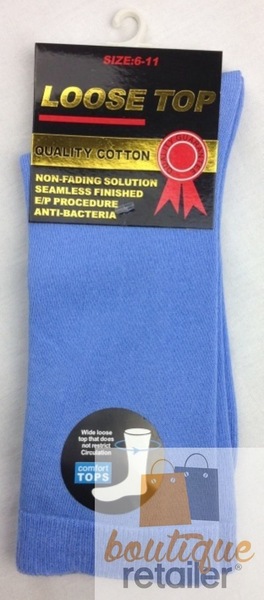 SIZE:6-11
LOOSE TOP
QUALITY COTTON
NON-FADING SOLUTION
SEAMLESS FINISHED
E/P PROCEDURE
ANTI-BACTERIA
Wide loose
top that does
not restrict
Circulation
comfort
TOPS
boutique
retailer®